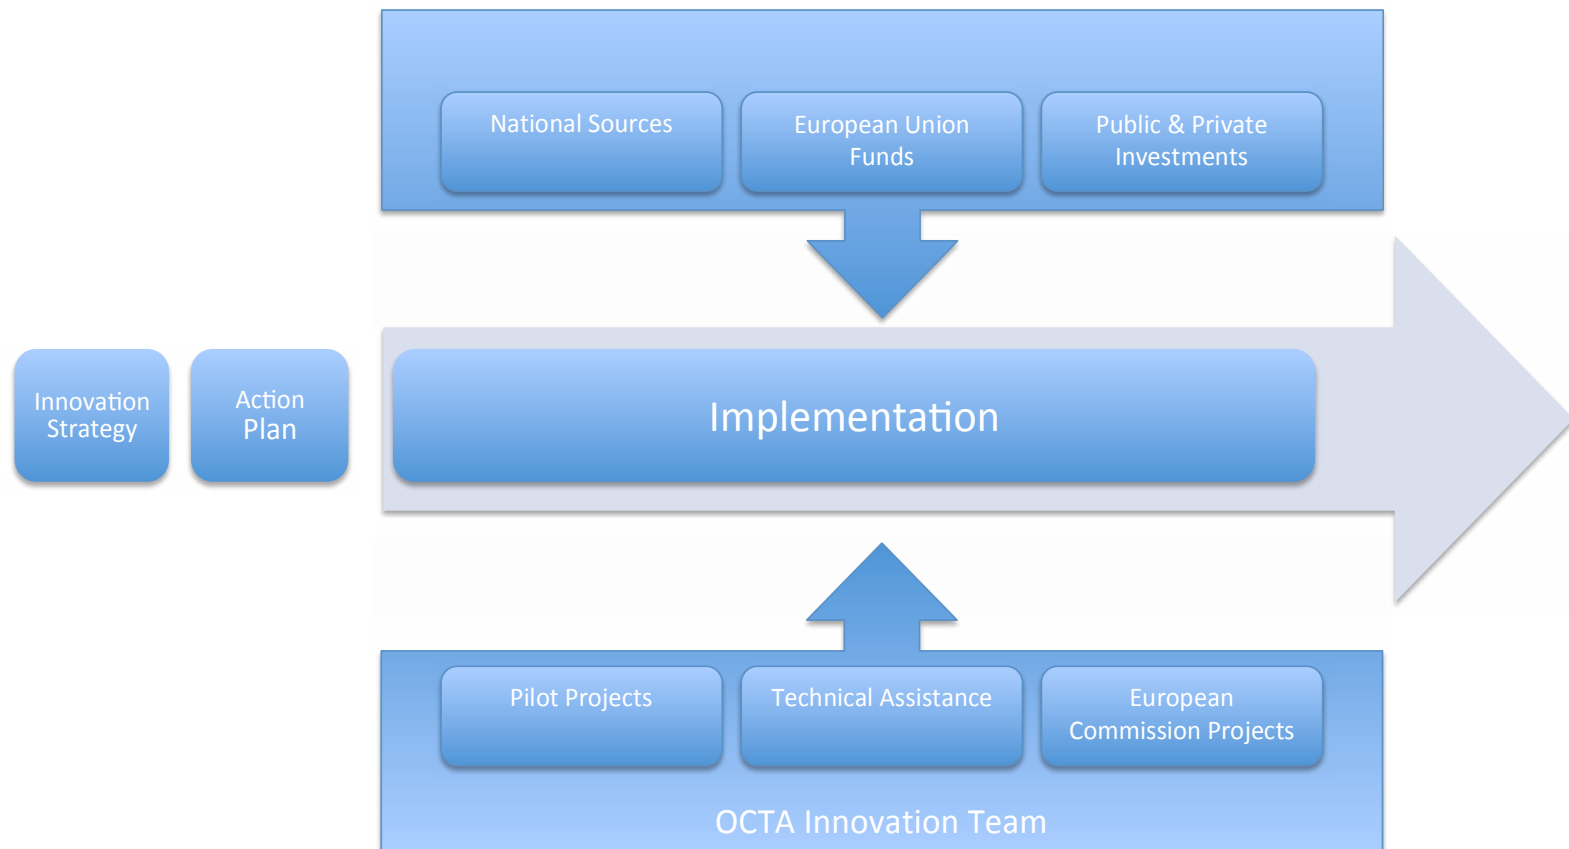 National Sources
European Union
Funds
Public & Private
Investments
Innovation
Strategy
Action
Plan
Implementation
Pilot Projects
Technical Assistance
European
Commission Projects
OCTA Innovation Team